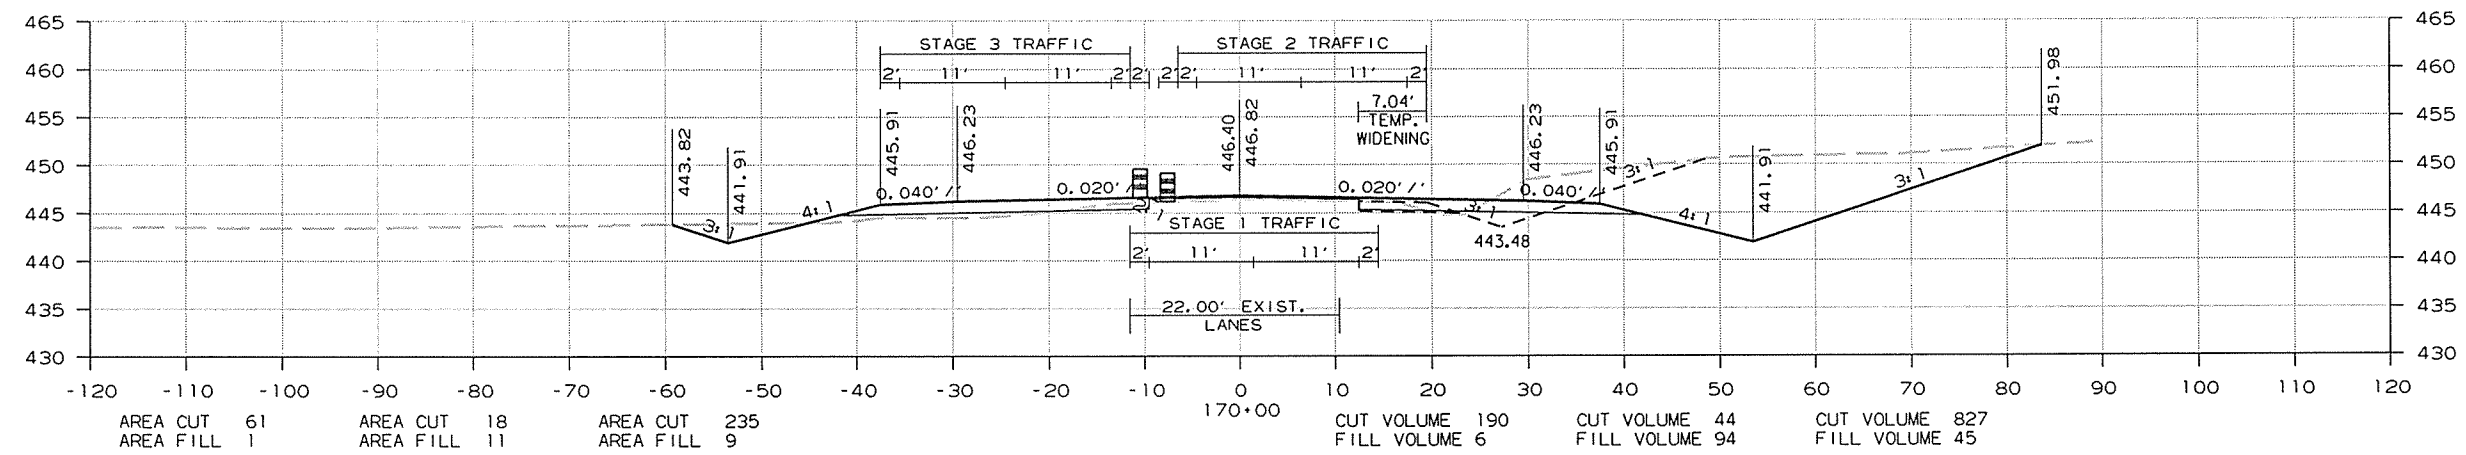 465 465
STAGE 3 TRAFFIC STAGE 2 TRAFFIC
460 460
2' 11' 11' 2' 2' 2' 2' 11' 11' 2'
7.04'
455 455
TEMP.
WIDENING
443.82 441.91 445.91 446.23 446.40 446.82 446.23 445.91 441.91 451.98
450 450
3:1 3:1
0.040'/' 0.020'/' 0.020'/' 0.040'/'
445 445
3:1 4:1 3:1 4:1
STAGE 1 TRAFFIC
443.48
2' 11' 11' 2'
440 440
435 435
22.00' EXIST.
LANES
430 430
-120 -110 -100 -90 -80 -70 -60 -50 -40 -30 -20 -10 0 10 20 30 40 50 60 70 80 90 100 110 120
170+00
AREA CUT 61 AREA CUT 18 AREA CUT 235 CUT VOLUME 190 CUT VOLUME 44 CUT VOLUME 827
AREA FILL 1 AREA FILL 11 AREA FILL 9 FILL VOLUME 6 FILL VOLUME 94 FILL VOLUME 45